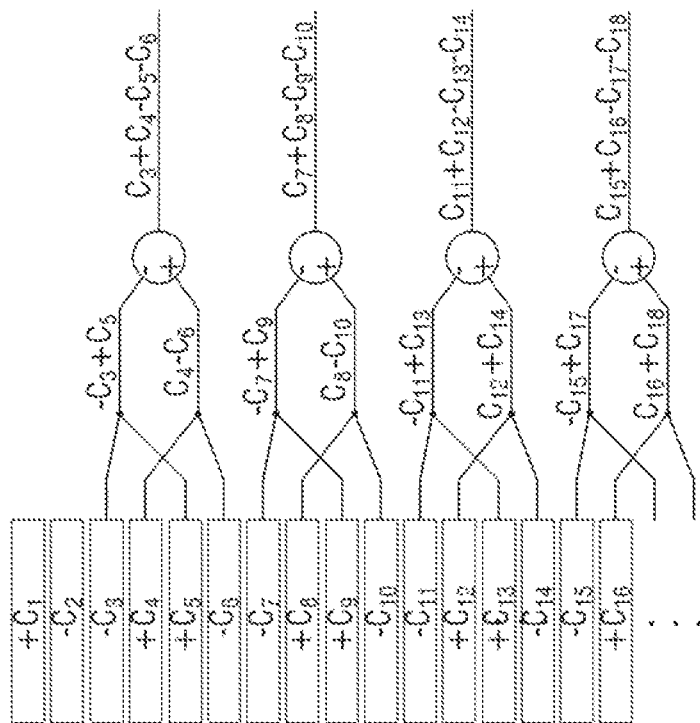 C₃+C₄-C₅-C₆
C₇+C₈-C₉-C₁₀
C₁₁+C₁₂-C₁₃-C₁₄
C₁₅+C₁₆-C₁₇-C₁₈
- +
- +
- +
- +
-C₃+C₅
C₄-C₆
-C₇+C₉
C₈-C₁₀
-C₁₁+C₁₃
C₁₂+C₁₄
-C₁₅+C₁₇
C₁₆+C₁₈
+C₁
-C₂
-C₃
+C₄
+C₅
-C₆
-C₇
+C₈
+C₉
-C₁₀
-C₁₁
+C₁₂
+C₁₃
-C₁₄
-C₁₅
+C₁₆
. . .